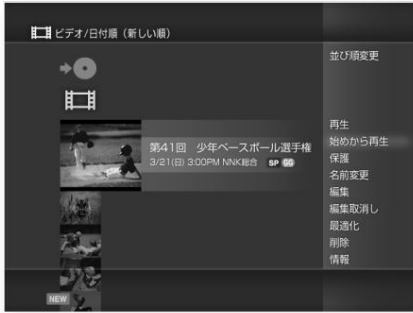 ビデオ/日付順（新しい順）
並び順変更
第41回　少年ベースボール選手権
3/21(日) 3:00PM NNK総合 SP GG
再生
始めから再生
保護
名前変更
編集
編集取消し
最適化
削除
情報
NEW